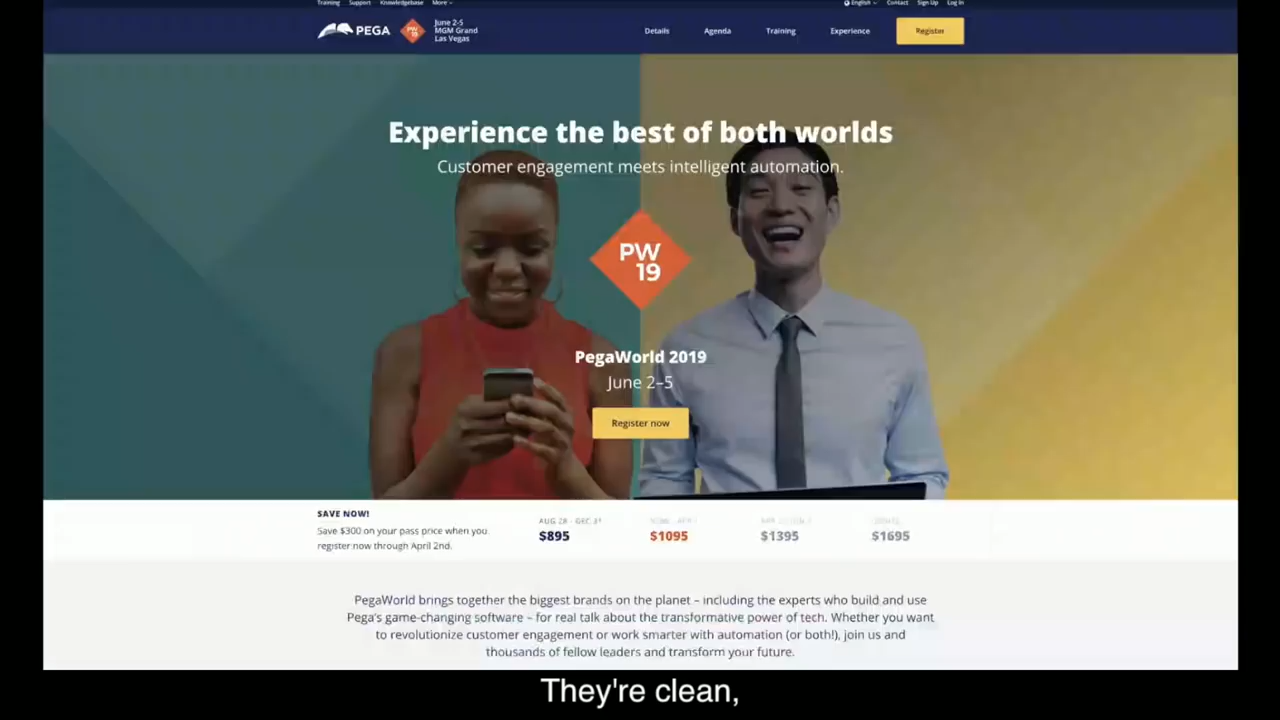 Training Support Knowledgebase More
English Contact Sign Up Log In
PEGA
PW
19
June 2-5
MGM Grand
Las Vegas
Details Agenda Training Experience Register
Experience the best of both worlds
Customer engagement meets intelligent automation.
PW
19
PegaWorld 2019
June 2–5
Register now
SAVE NOW!
Save $300 on your pass price when you
register now through April 2nd.
AUG 28 - DEC 31
$895
$1095
$1395
$1695
PegaWorld brings together the biggest brands on the planet – including the experts who build and use
Pega's game-changing software – for real talk about the transformative power of tech. Whether you want
to revolutionize customer engagement or work smarter with automation (or both!), join us and
thousands of fellow leaders and transform your future.
They're clean,